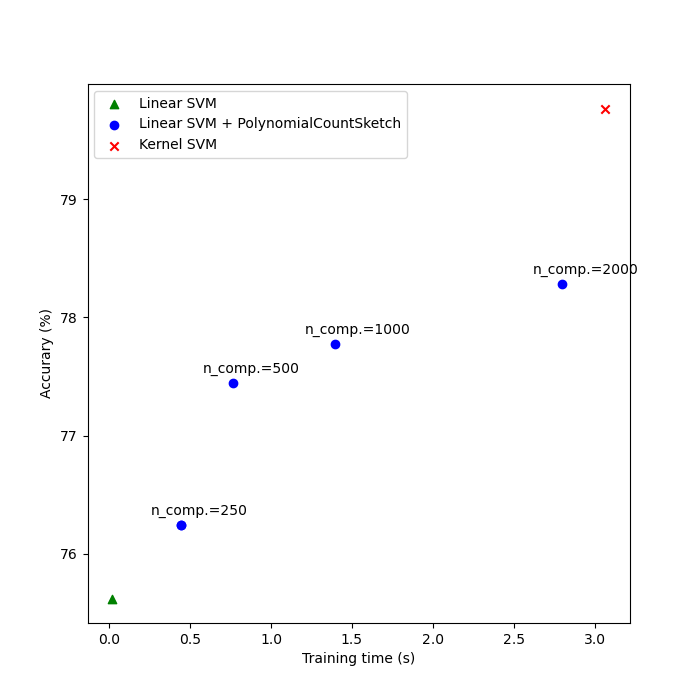 Linear SVM
Linear SVM + PolynomialCountSketch
Kernel SVM
79
n_comp.=2000
78
n_comp.=1000
n_comp.=500
77
n_comp.=250
76
Accurary (%)
0.0 0.5 1.0 1.5 2.0 2.5 3.0
Training time (s)